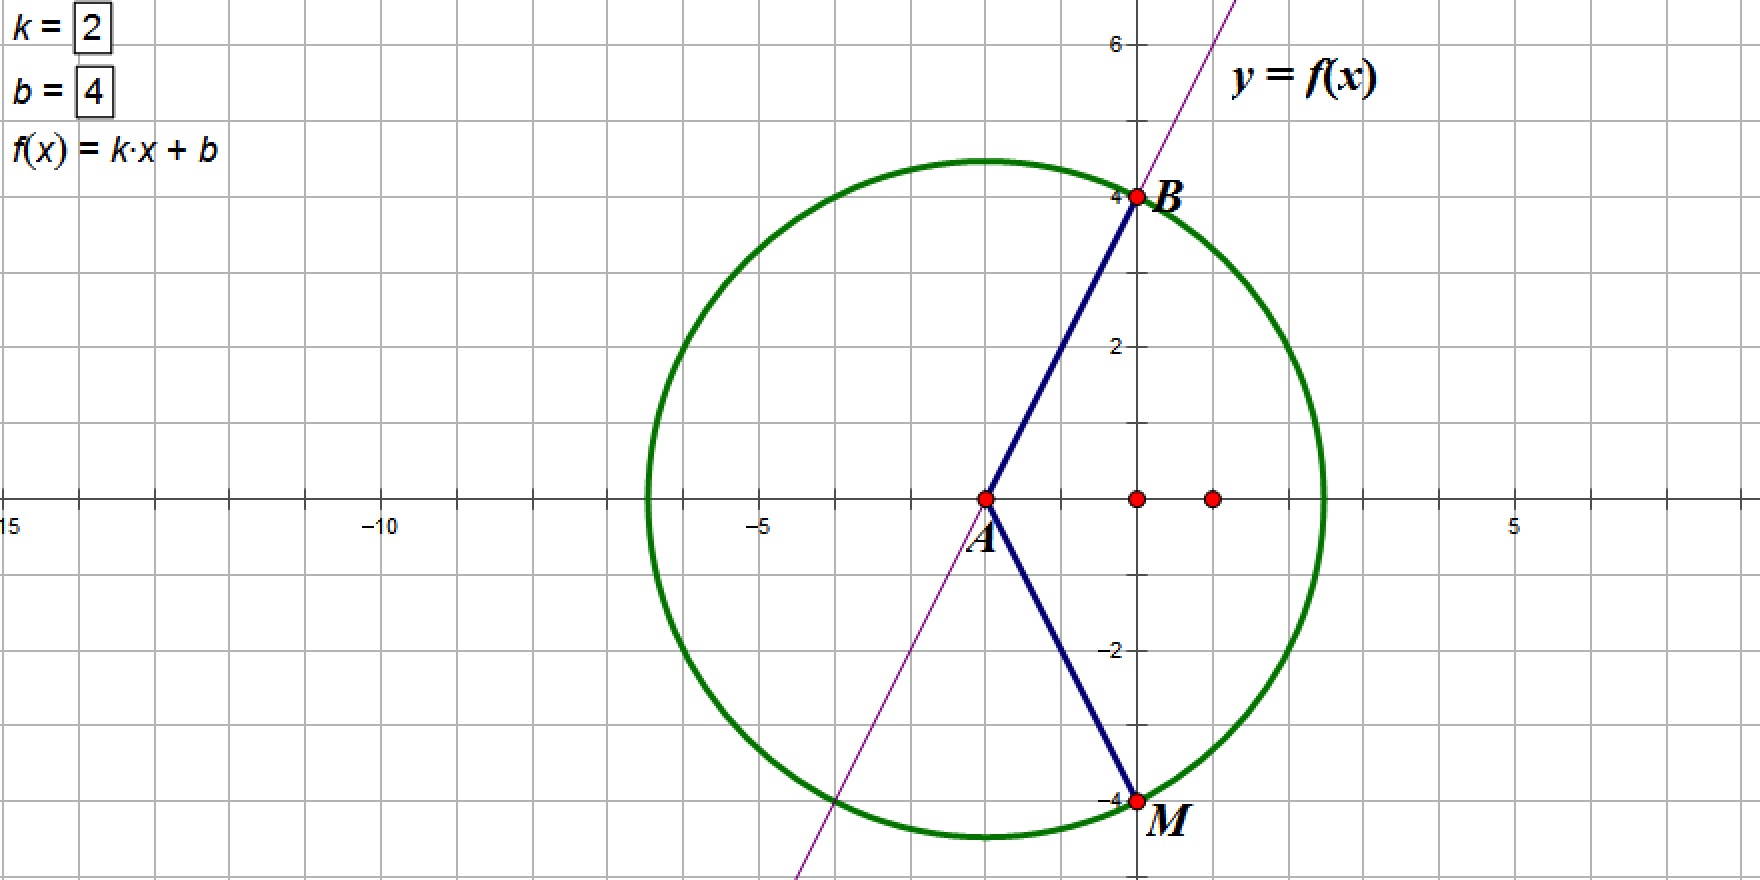 k = 2
b = 4
f(x) = k·x + b
y = f(x)
6
4
B
2
15
−10
−5
A
5
−2
−4
M